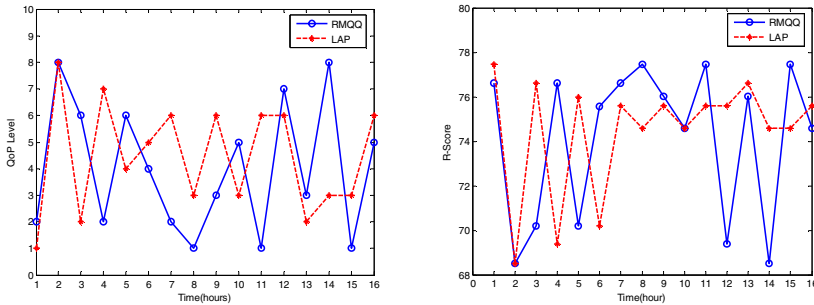 10
9
8
7
6
5
4
3
2
1
0
QoP Level
1 2 3 4 5 6 7 8 9 10 11 12 13 14 15 16
Time(hours)
RMQQ
LAP
80
78
76
74
72
70
68
R-Score
0 1 2 3 4 5 6 7 8 9 10 11 12 13 14 15 16
Time(hour)
RMQQ
LAP